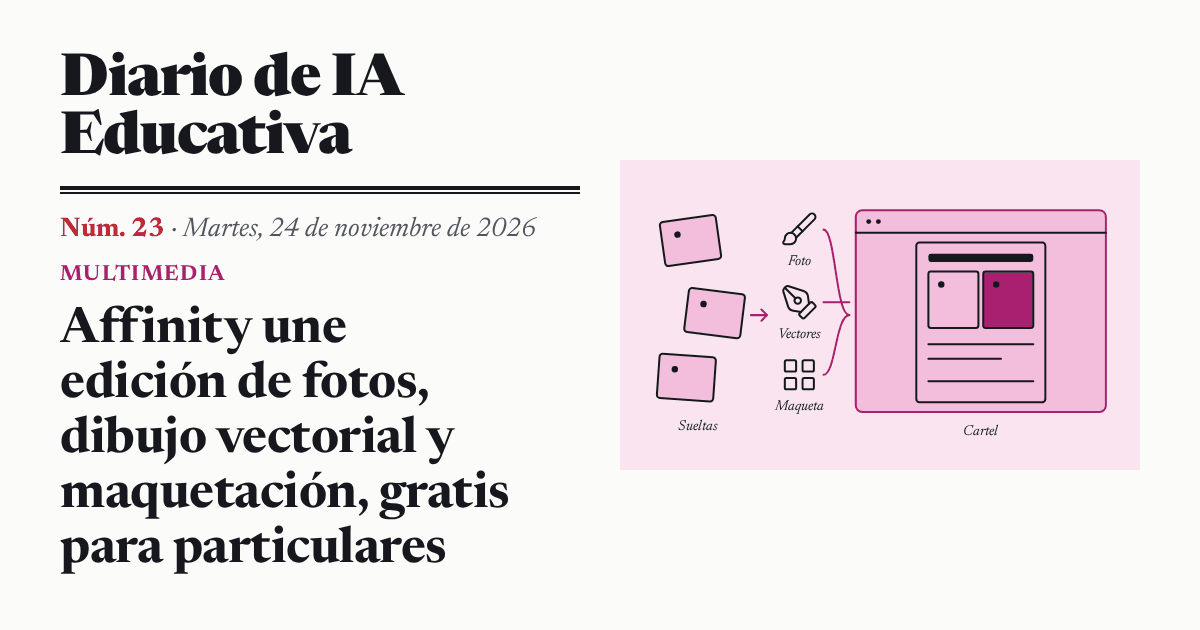 Diario de IA
Educativa
Núm. 23 · Martes, 24 de noviembre de 2026
MULTIMEDIA
Affinity une
edición de fotos,
dibujo vectorial y
maquetación, gratis
para particulares
Foto
Vectores
Maqueta
Sueltas
Cartel